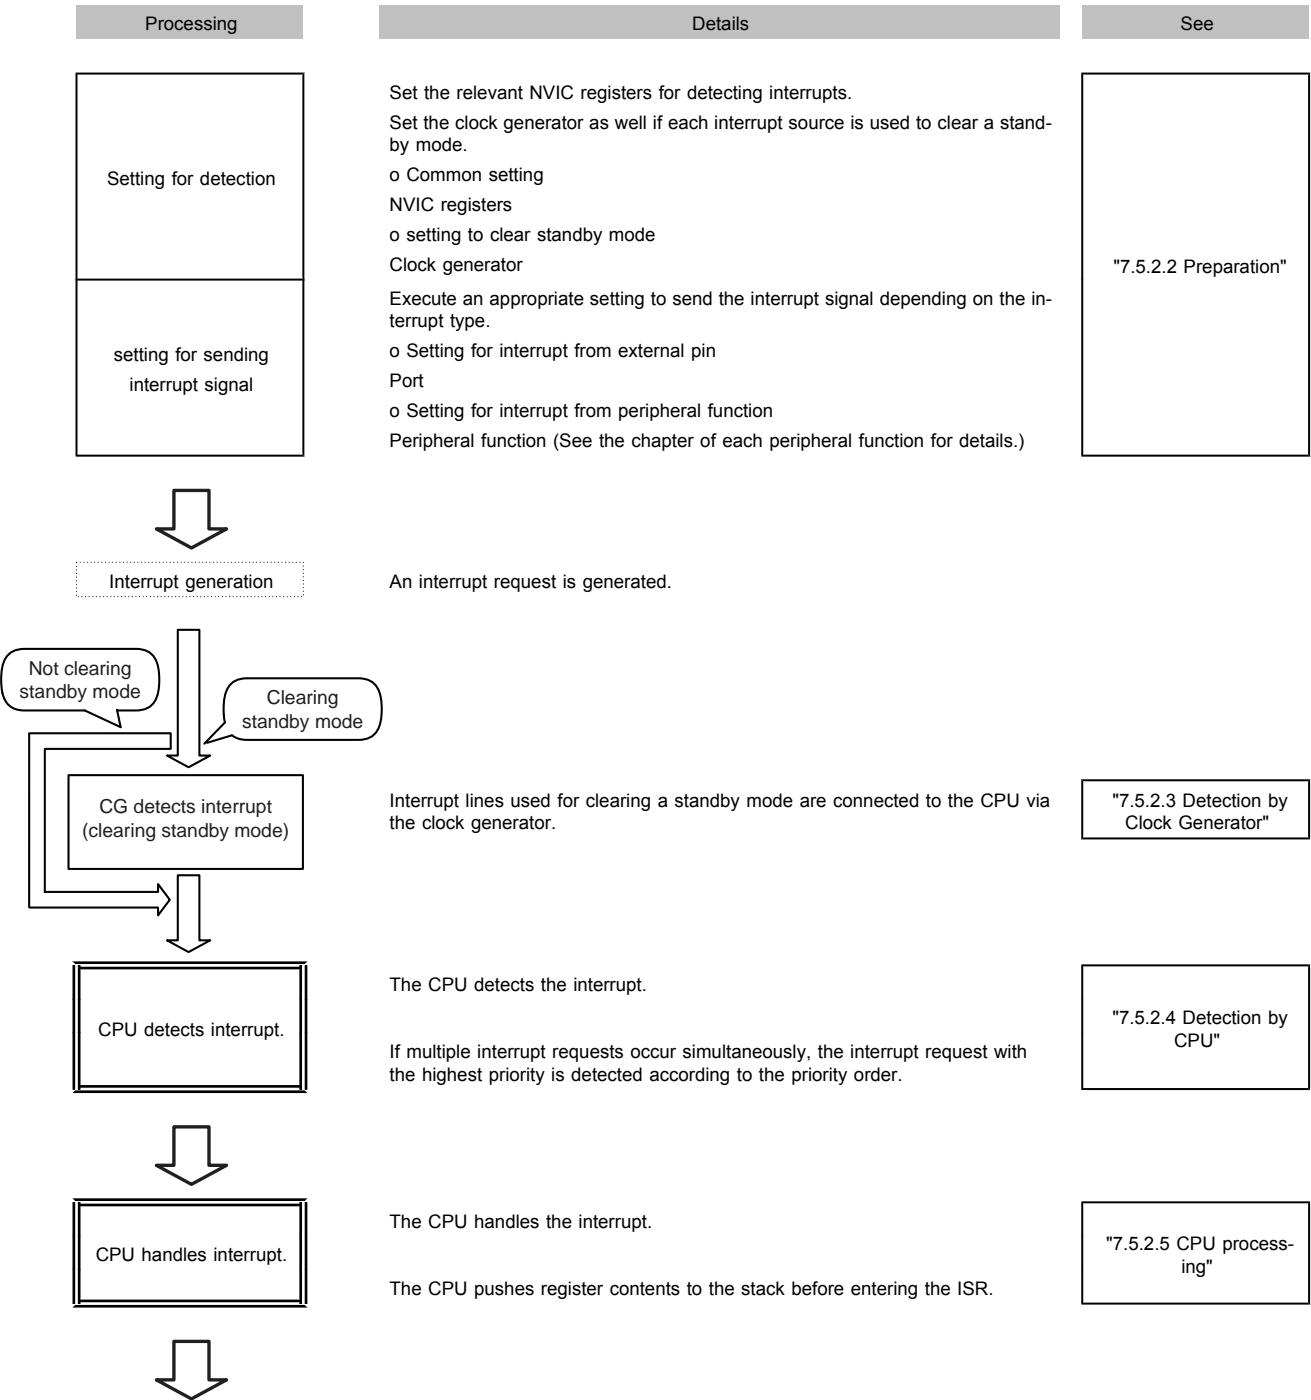 Processing
Details
See
Setting for detection
Set the relevant NVIC registers for detecting interrupts.
Set the clock generator as well if each interrupt source is used to clear a stand-
by mode.
o Common setting
NVIC registers
o setting to clear standby mode
Clock generator
"7.5.2.2 Preparation"
setting for sending
interrupt signal
Execute an appropriate setting to send the interrupt signal depending on the in-
terrupt type.
o Setting for interrupt from external pin
Port
o Setting for interrupt from peripheral function
Peripheral function (See the chapter of each peripheral function for details.)
Interrupt generation
An interrupt request is generated.
Not clearing
standby mode
Clearing
standby mode
CG detects interrupt
(clearing standby mode)
Interrupt lines used for clearing a standby mode are connected to the CPU via
the clock generator.
"7.5.2.3 Detection by
Clock Generator"
CPU detects interrupt.
The CPU detects the interrupt.
If multiple interrupt requests occur simultaneously, the interrupt request with
the highest priority is detected according to the priority order.
"7.5.2.4 Detection by
CPU"
CPU handles interrupt.
The CPU handles the interrupt.
The CPU pushes register contents to the stack before entering the ISR.
"7.5.2.5 CPU process-
ing"